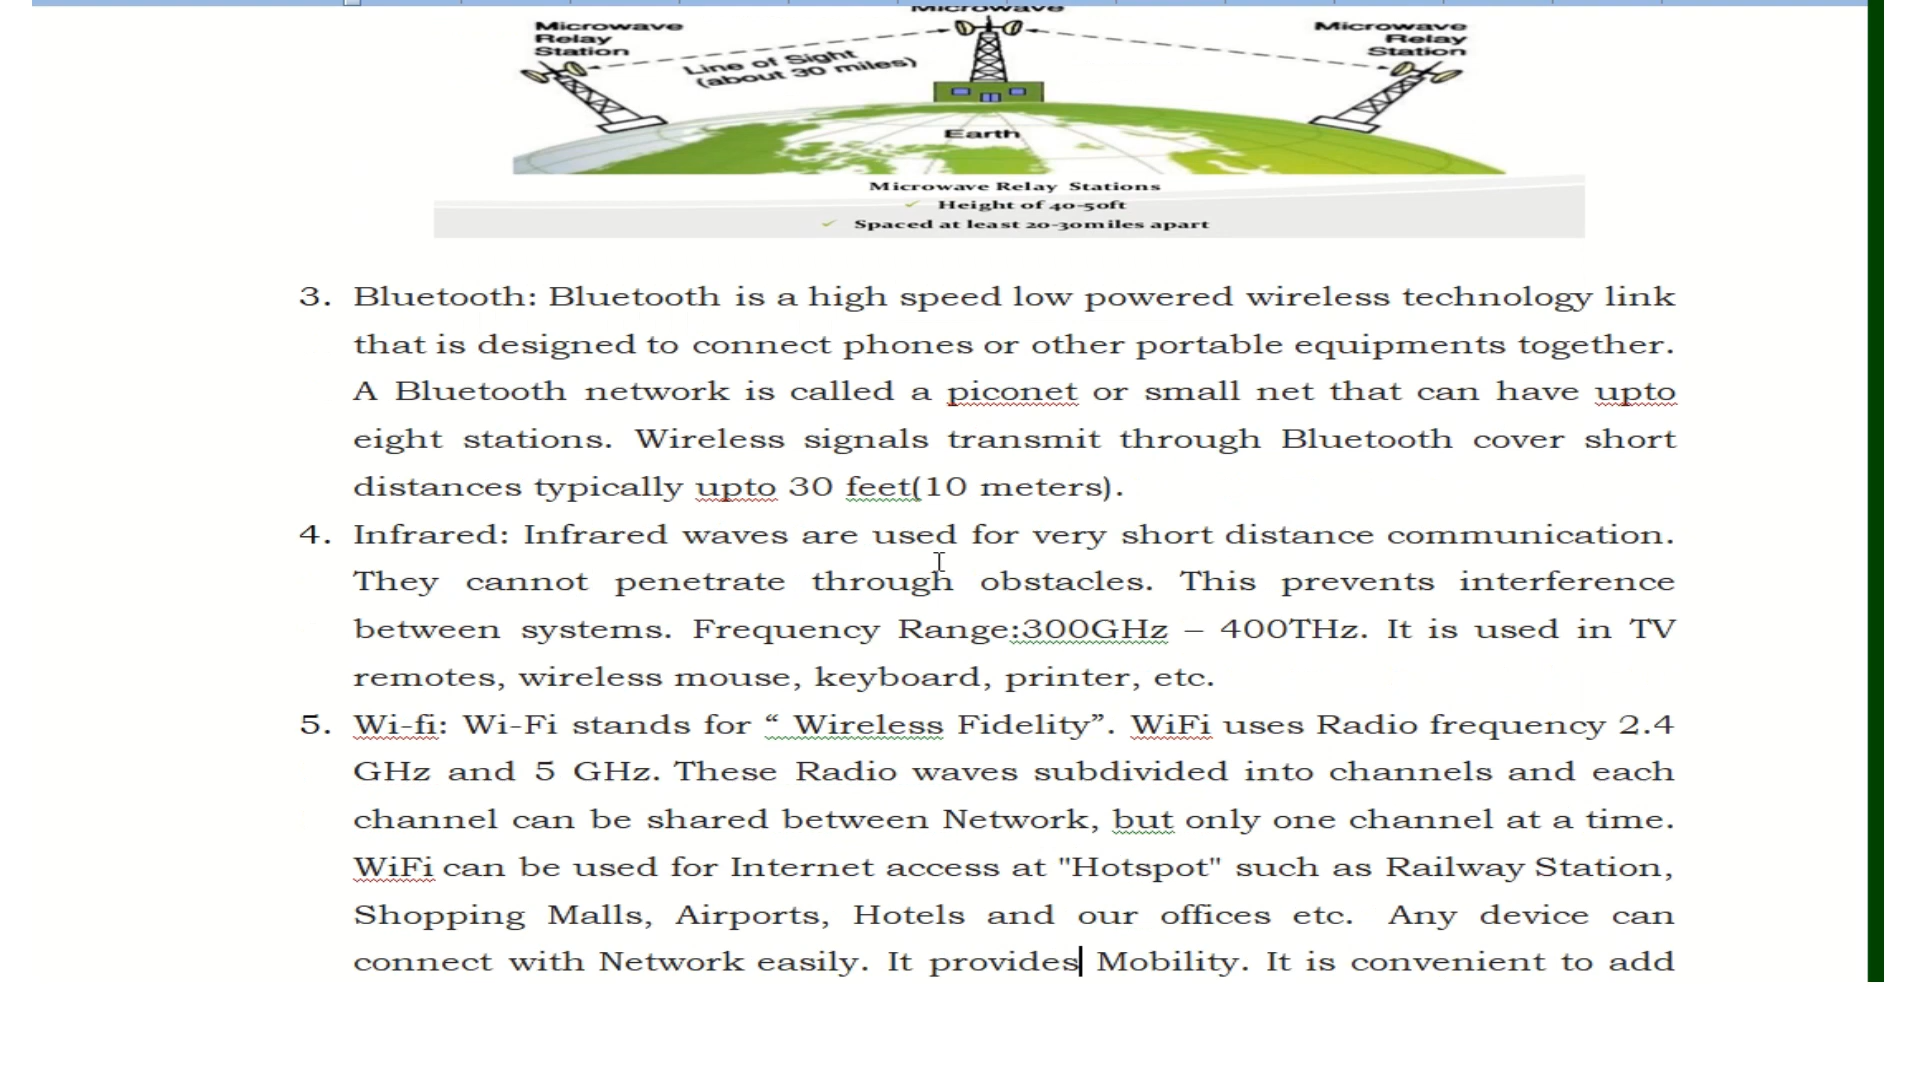 Microwave
Microwave
Relay
Station
Line of Sight
(about 30 miles)
Microwave
Relay
Station
Earth
Microwave Relay Stations
✓ Height of 40-50ft
✓ Spaced at least 20-30miles apart
3. Bluetooth: Bluetooth is a high speed low powered wireless technology link
that is designed to connect phones or other portable equipments together.
A Bluetooth network is called a piconet or small net that can have upto
eight stations. Wireless signals transmit through Bluetooth cover short
distances typically upto 30 feet(10 meters).
4. Infrared: Infrared waves are used for very short distance communication.
They cannot penetrate through obstacles. This prevents interference
between systems. Frequency Range:300GHz – 400THz. It is used in TV
remotes, wireless mouse, keyboard, printer, etc.
5. Wi-fi: Wi-Fi stands for “ Wireless Fidelity”. WiFi uses Radio frequency 2.4
GHz and 5 GHz. These Radio waves subdivided into channels and each
channel can be shared between Network, but only one channel at a time.
WiFi can be used for Internet access at "Hotspot" such as Railway Station,
Shopping Malls, Airports, Hotels and our offices etc. Any device can
connect with Network easily. It provides Mobility. It is convenient to add